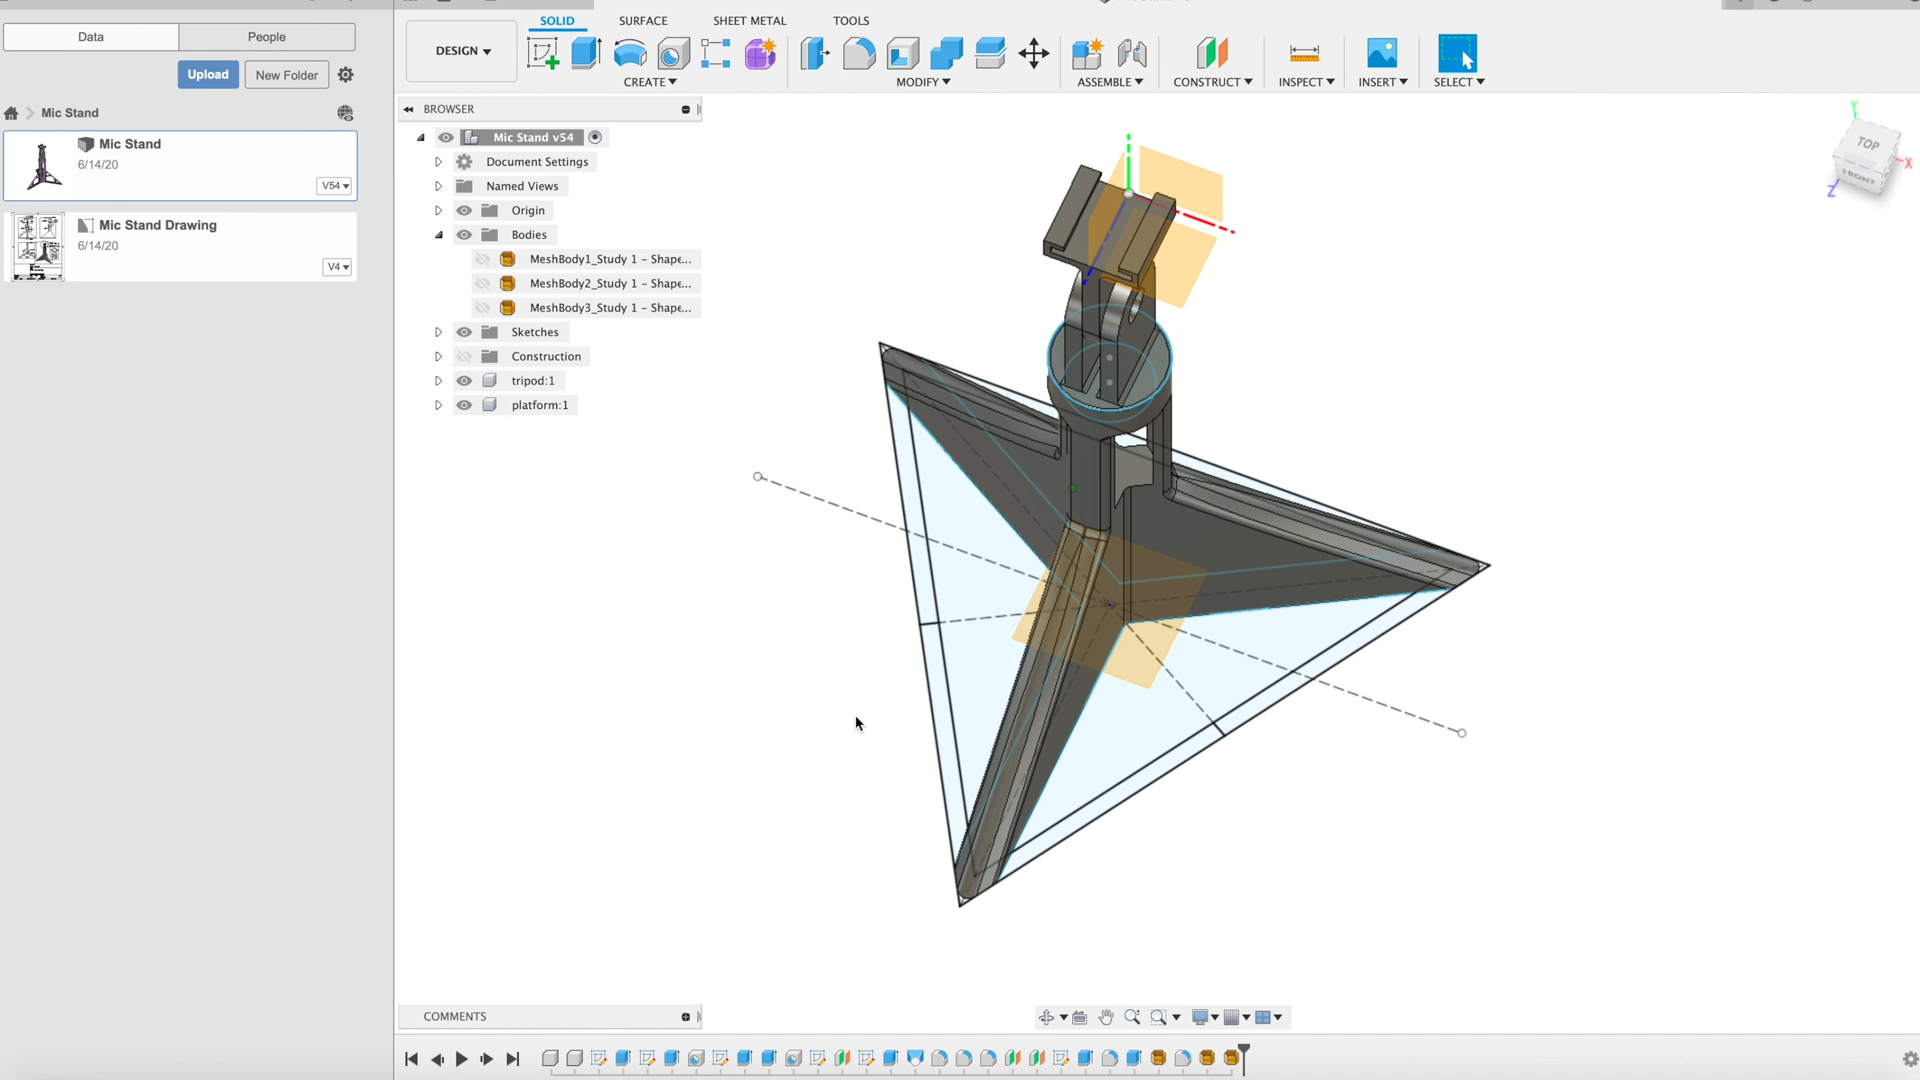 Data
People
Upload
New Folder
Mic Stand
Mic Stand
6/14/20
V54
Mic Stand Drawing
6/14/20
V4
SOLID
SURFACE
SHEET METAL
TOOLS
DESIGN
CREATE
MODIFY
ASSEMBLE
CONSTRUCT
INSPECT
INSERT
SELECT
BROWSER
Mic Stand v54
Document Settings
Named Views
Origin
Bodies
MeshBody1_Study 1 - Shape...
MeshBody2_Study 1 - Shape...
MeshBody3_Study 1 - Shape...
Sketches
Construction
tripod:1
platform:1
Y
TOP
X
FRONT
Z
COMMENTS